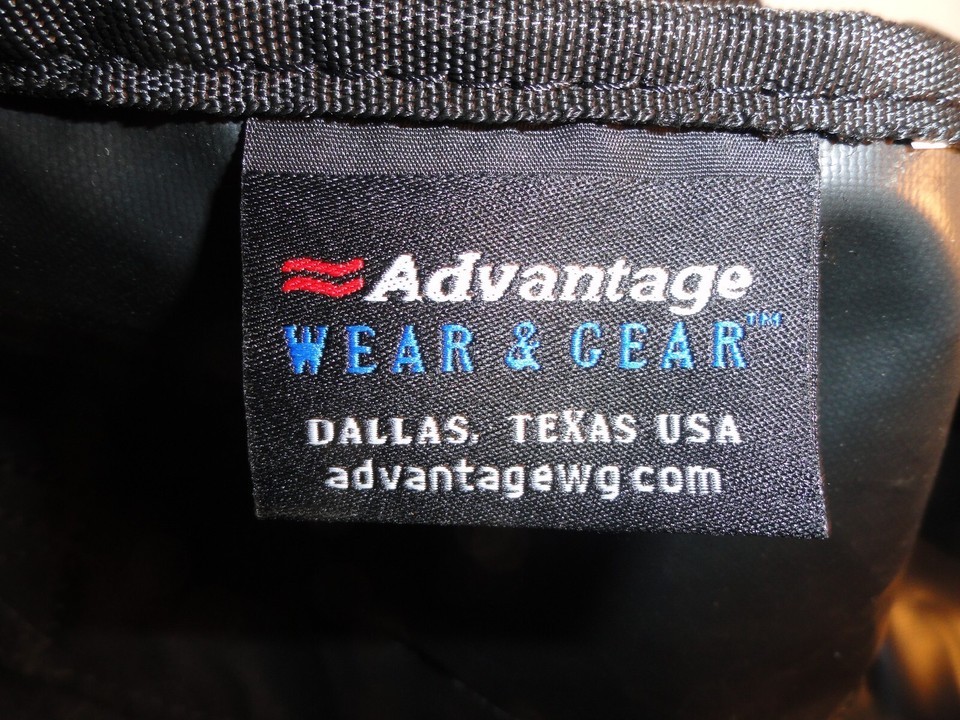 Advantage
WEAR & GEAR™
DALLAS, TEXAS USA
advantagewg.com